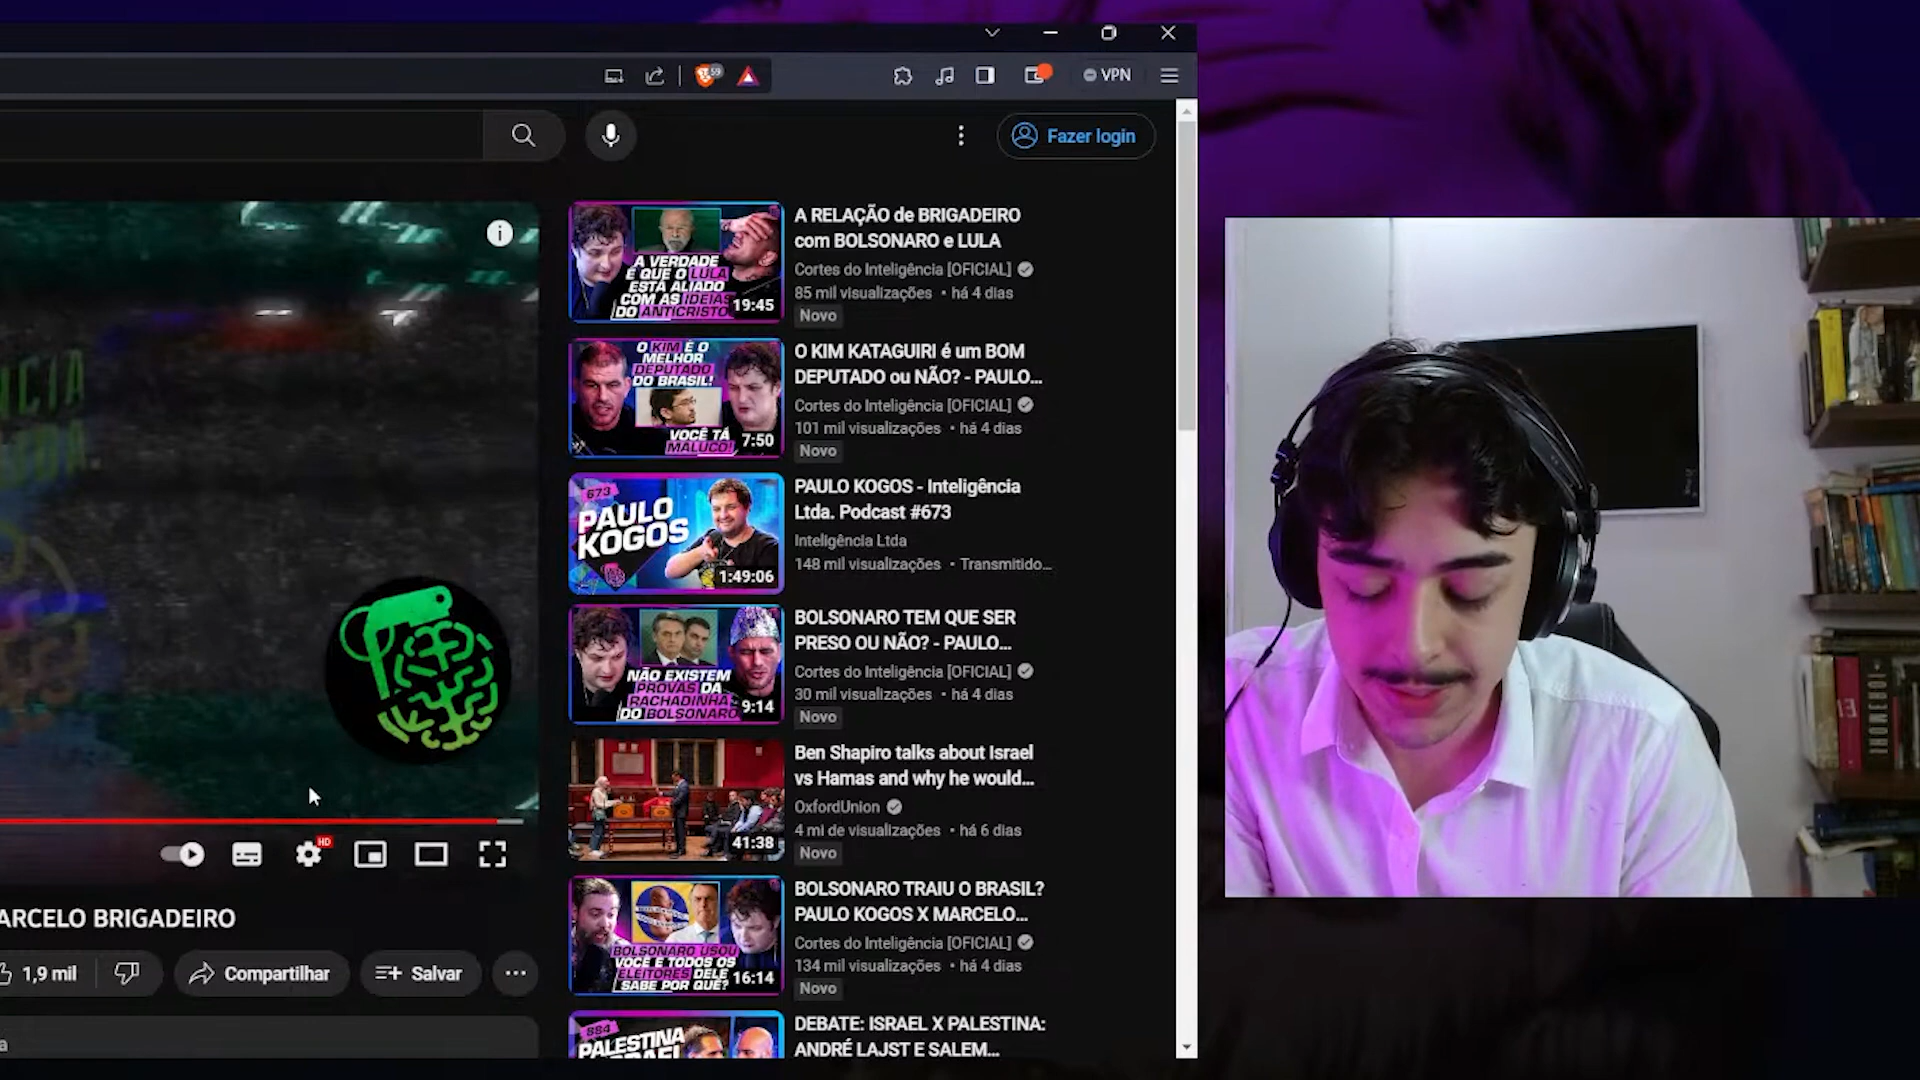 59
VPN
Fazer login
A VERDADE
É QUE O LULA
ESTÁ ALIADO
COM AS IDEIAS
DO ANTICRISTO
19:45
A RELAÇÃO de BRIGADEIRO
com BOLSONARO e LULA
Cortes do Inteligência [OFICIAL]
85 mil visualizações • há 4 dias
Novo
O KIM É O
MELHOR
DEPUTADO
DO BRASIL!
VOCÊ TÁ
MALUCO!
7:50
O KIM KATAGUIRI é um BOM
DEPUTADO ou NÃO? - PAULO...
Cortes do Inteligência [OFICIAL]
101 mil visualizações • há 4 dias
Novo
673
PAULO
KOGOS
1:49:06
PAULO KOGOS - Inteligência
Ltda. Podcast #673
Inteligência Ltda
148 mil visualizações • Transmitido...
NÃO EXISTEM
PROVAS DA
RACHADINHA
DO BOLSONARO
9:14
BOLSONARO TEM QUE SER
PRESO OU NÃO? - PAULO...
Cortes do Inteligência [OFICIAL]
30 mil visualizações • há 4 dias
Novo
41:38
Ben Shapiro talks about Israel
vs Hamas and why he would...
OxfordUnion
4 mi de visualizações • há 6 dias
Novo
BOLSONARO USOU
VOCÊ E TODOS OS
ELEITORES DELE
SABE POR QUÊ?
16:14
BOLSONARO TRAIU O BRASIL?
PAULO KOGOS X MARCELO...
Cortes do Inteligência [OFICIAL]
134 mil visualizações • há 4 dias
Novo
884
PALESTINA
DEBATE: ISRAEL X PALESTINA:
ANDRÉ LAJST E SALEM...
NCIA
HD
ARCELO BRIGADEIRO
1,9 mil
Compartilhar
Salvar
a